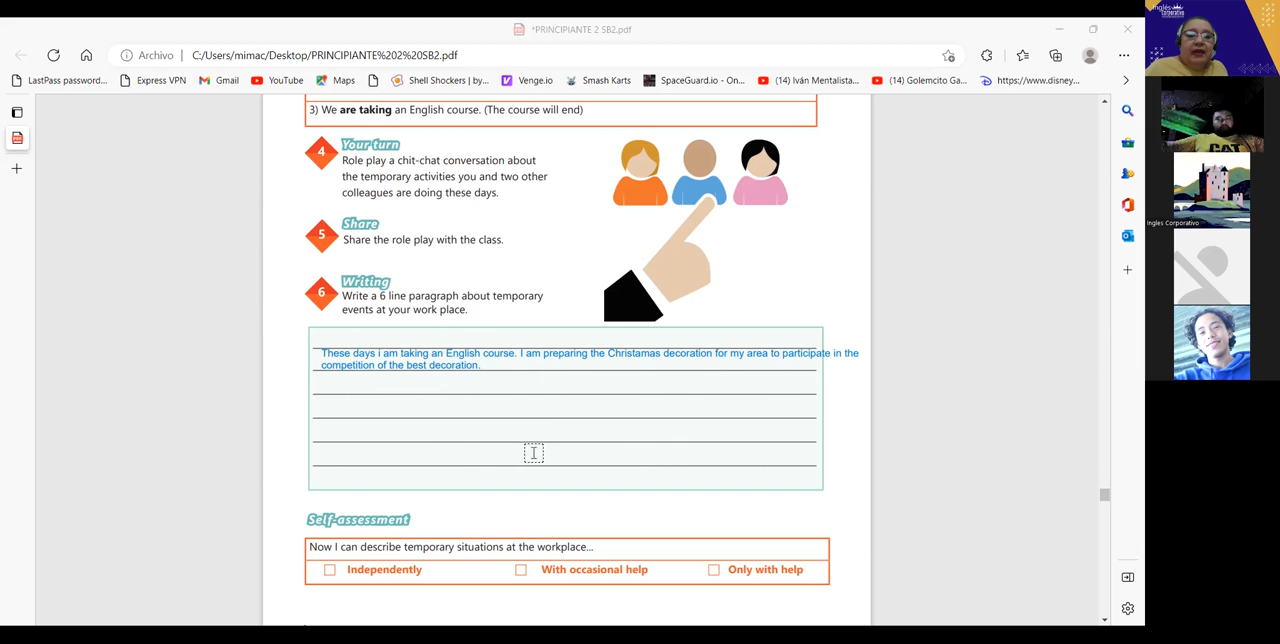 *PRINCIPIANTE 2 SB2.pdf
Archivo
C:/Users/mimac/Desktop/PRINCIPIANTE%202%20SB2.pdf
LastPass password...
Express VPN
Gmail
YouTube
Maps
Shell Shockers | by...
Venge.io
Smash Karts
SpaceGuard.io - On...
(14) Iván Mentalista...
(14) Golemcito Ga...
https://www.disney...
3) We are taking an English course. (The course will end)
4
Your turn
Role play a chit-chat conversation about
the temporary activities you and two other
colleagues are doing these days.
5
Share
Share the role play with the class.
6
Writing
Write a 6 line paragraph about temporary
events at your work place.
These days i am taking an English course. I am preparing the Christamas decoration for my area to participate in the
competition of the best decoration.
Self-assessment
Now I can describe temporary situations at the workplace...
Independently
With occasional help
Only with help
Inglés
Corporativo
CAT
Ingles Corporativo